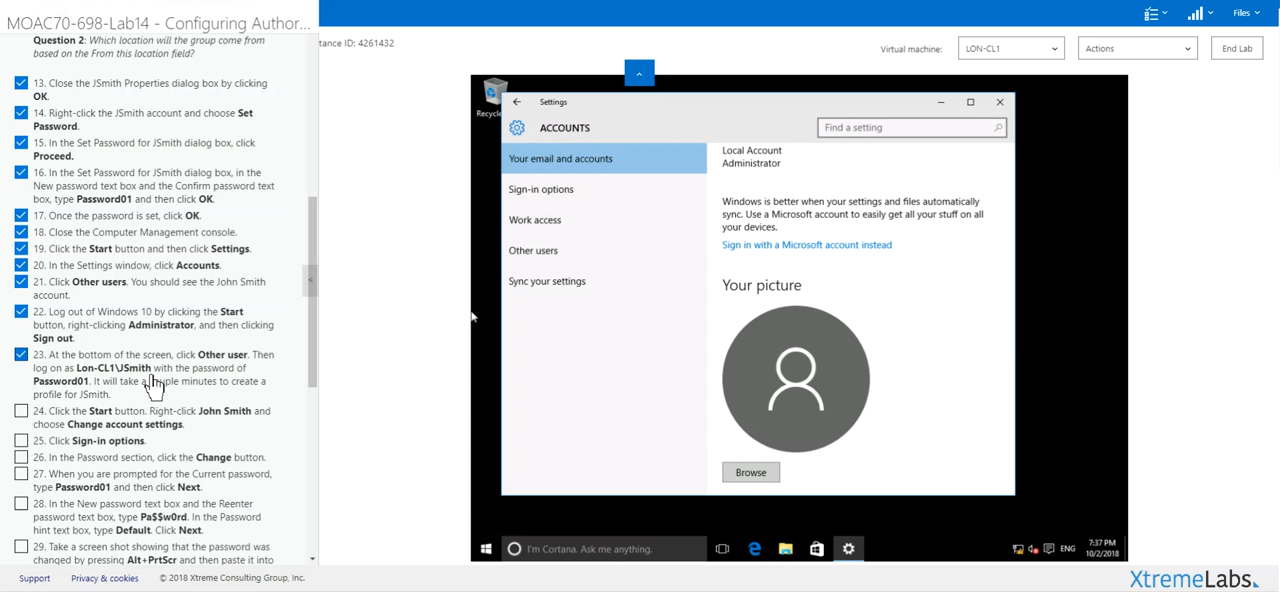 MOAC70-698-Lab14 - Configuring Author...
Files
tance ID: 4261432
Virtual machine:
LON-CL1
Actions
End Lab
Question 2: Which location will the group come from
based on the From this location field?
13. Close the JSmith Properties dialog box by clicking
OK.
14. Right-click the JSmith account and choose Set
Password.
15. In the Set Password for JSmith dialog box, click
Proceed.
16. In the Set Password for JSmith dialog box, in the
New password text box and the Confirm password text
box, type Password01 and then click OK.
17. Once the password is set, click OK.
18. Close the Computer Management console.
19. Click the Start button and then click Settings.
20. In the Settings window, click Accounts.
21. Click Other users. You should see the John Smith
account.
22. Log out of Windows 10 by clicking the Start
button, right-clicking Administrator, and then clicking
Sign out.
23. At the bottom of the screen, click Other user. Then
log on as Lon-CL1\JSmith with the password of
Password01. It will take a couple minutes to create a
profile for JSmith.
24. Click the Start button. Right-click John Smith and
choose Change account settings.
25. Click Sign-in options.
26. In the Password section, click the Change button.
27. When you are prompted for the Current password,
type Password01 and then click Next.
28. In the New password text box and the Reenter
password text box, type Pa$$w0rd. In the Password
hint text box, type Default. Click Next.
29. Take a screen shot showing that the password was
changed by pressing Alt+PrtScr and then paste it into
Recycle
Settings
ACCOUNTS
Find a setting
Your email and accounts
Sign-in options
Work access
Other users
Sync your settings
Local Account
Administrator
Windows is better when your settings and files automatically
sync. Use a Microsoft account to easily get all your stuff on all
your devices.
Sign in with a Microsoft account instead
Your picture
Browse
I'm Cortana. Ask me anything.
ENG
7:37 PM
10/2/2018
Support
Privacy & cookies
© 2018 Xtreme Consulting Group, Inc.
XtremeLabs.